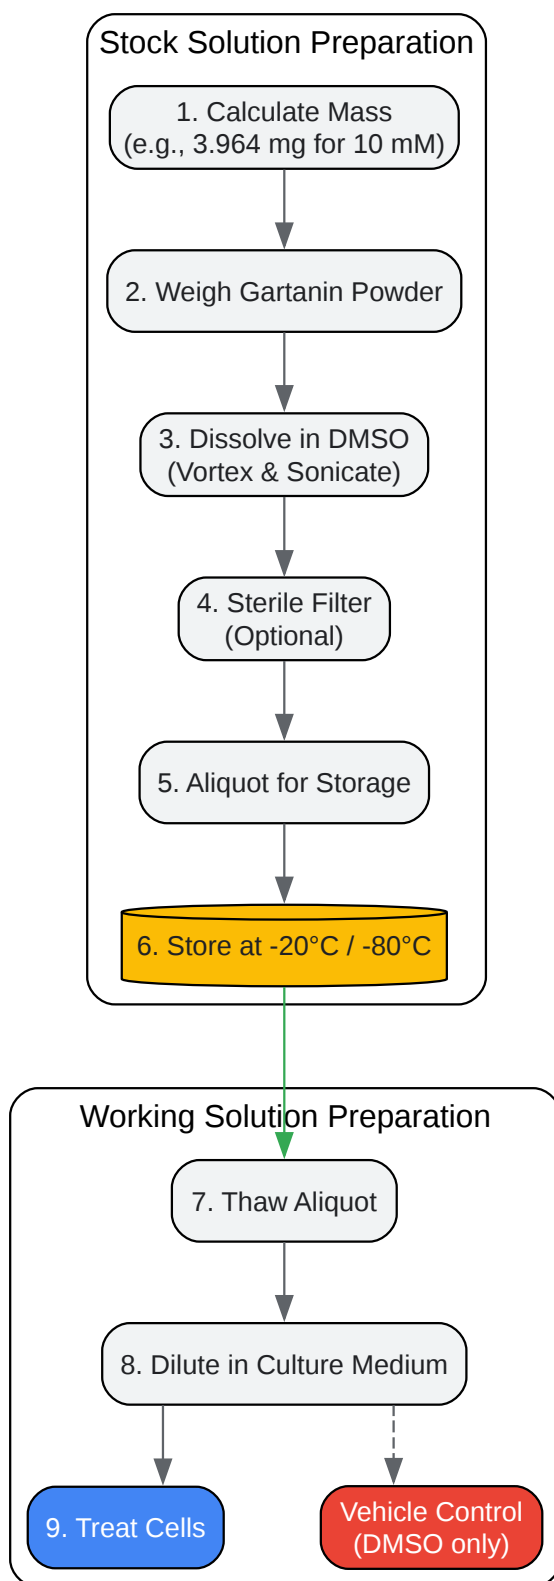 Stock Solution Preparation
1. Calculate Mass
(e.g., 3.964 mg for 10 mM)
2. Weigh Gartanin Powder
3. Dissolve in DMSO
(Vortex & Sonicate)
4. Sterile Filter
(Optional)
5. Aliquot for Storage
6. Store at -20°C / -80°C
Working Solution Preparation
7. Thaw Aliquot
8. Dilute in Culture Medium
9. Treat Cells
Vehicle Control
(DMSO only)